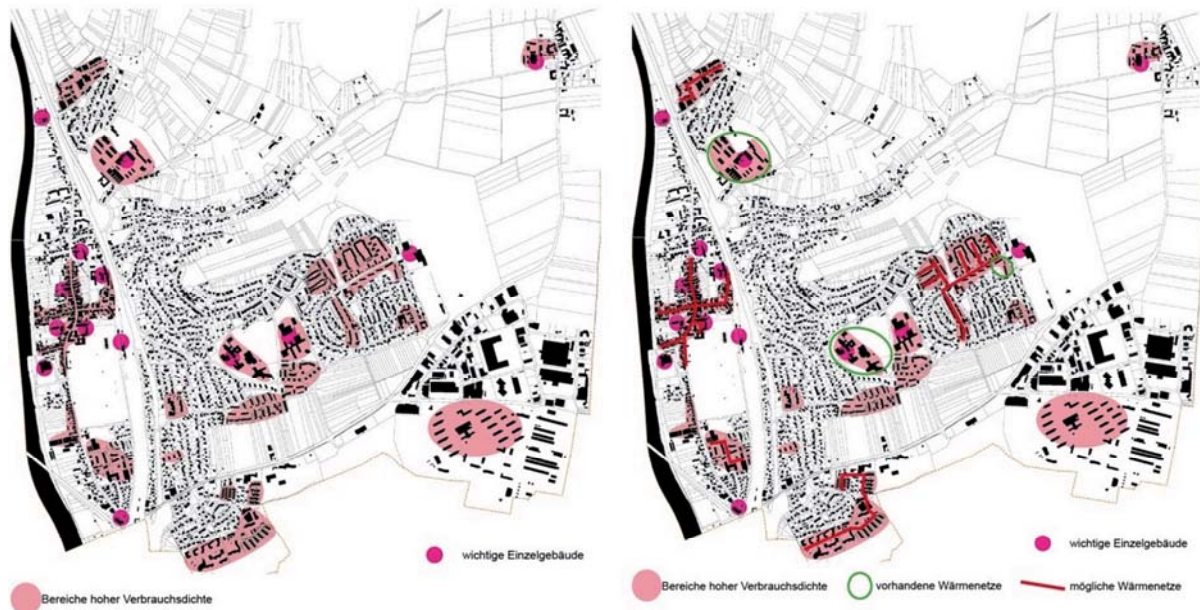 wichtige Einzelgebäude
Bereiche hoher Verbrauchsdichte
wichtige Einzelgebäude
Bereiche hoher Verbrauchsdichte
vorhandene Wärmenetze
mögliche Wärmenetze